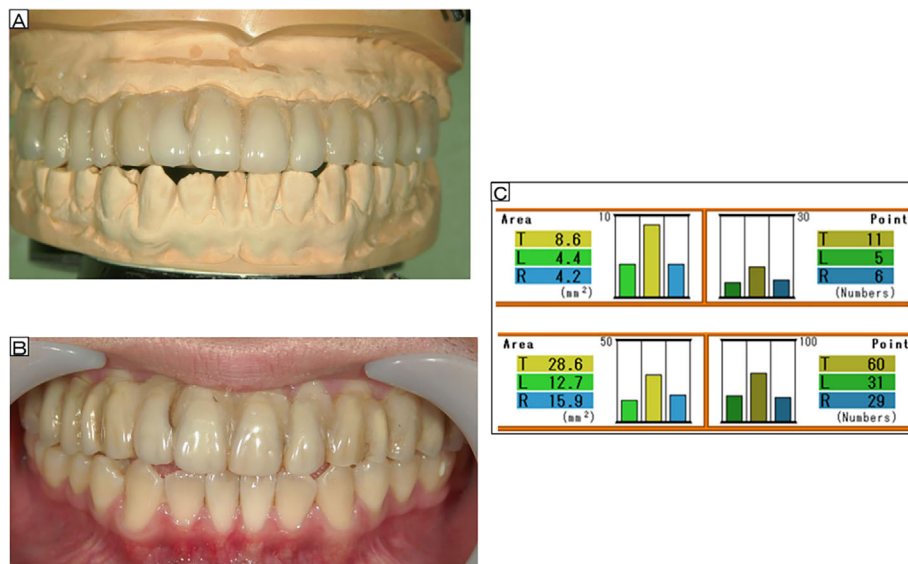 A
B
C
Area 10 30 Point
T 8.6 T 11
L 4.4 L 5
R 4.2 R 6
(mm²) (Numbers)
Area 50 100 Point
T 28.6 T 60
L 12.7 L 31
R 15.9 R 29
(mm²) (Numbers)